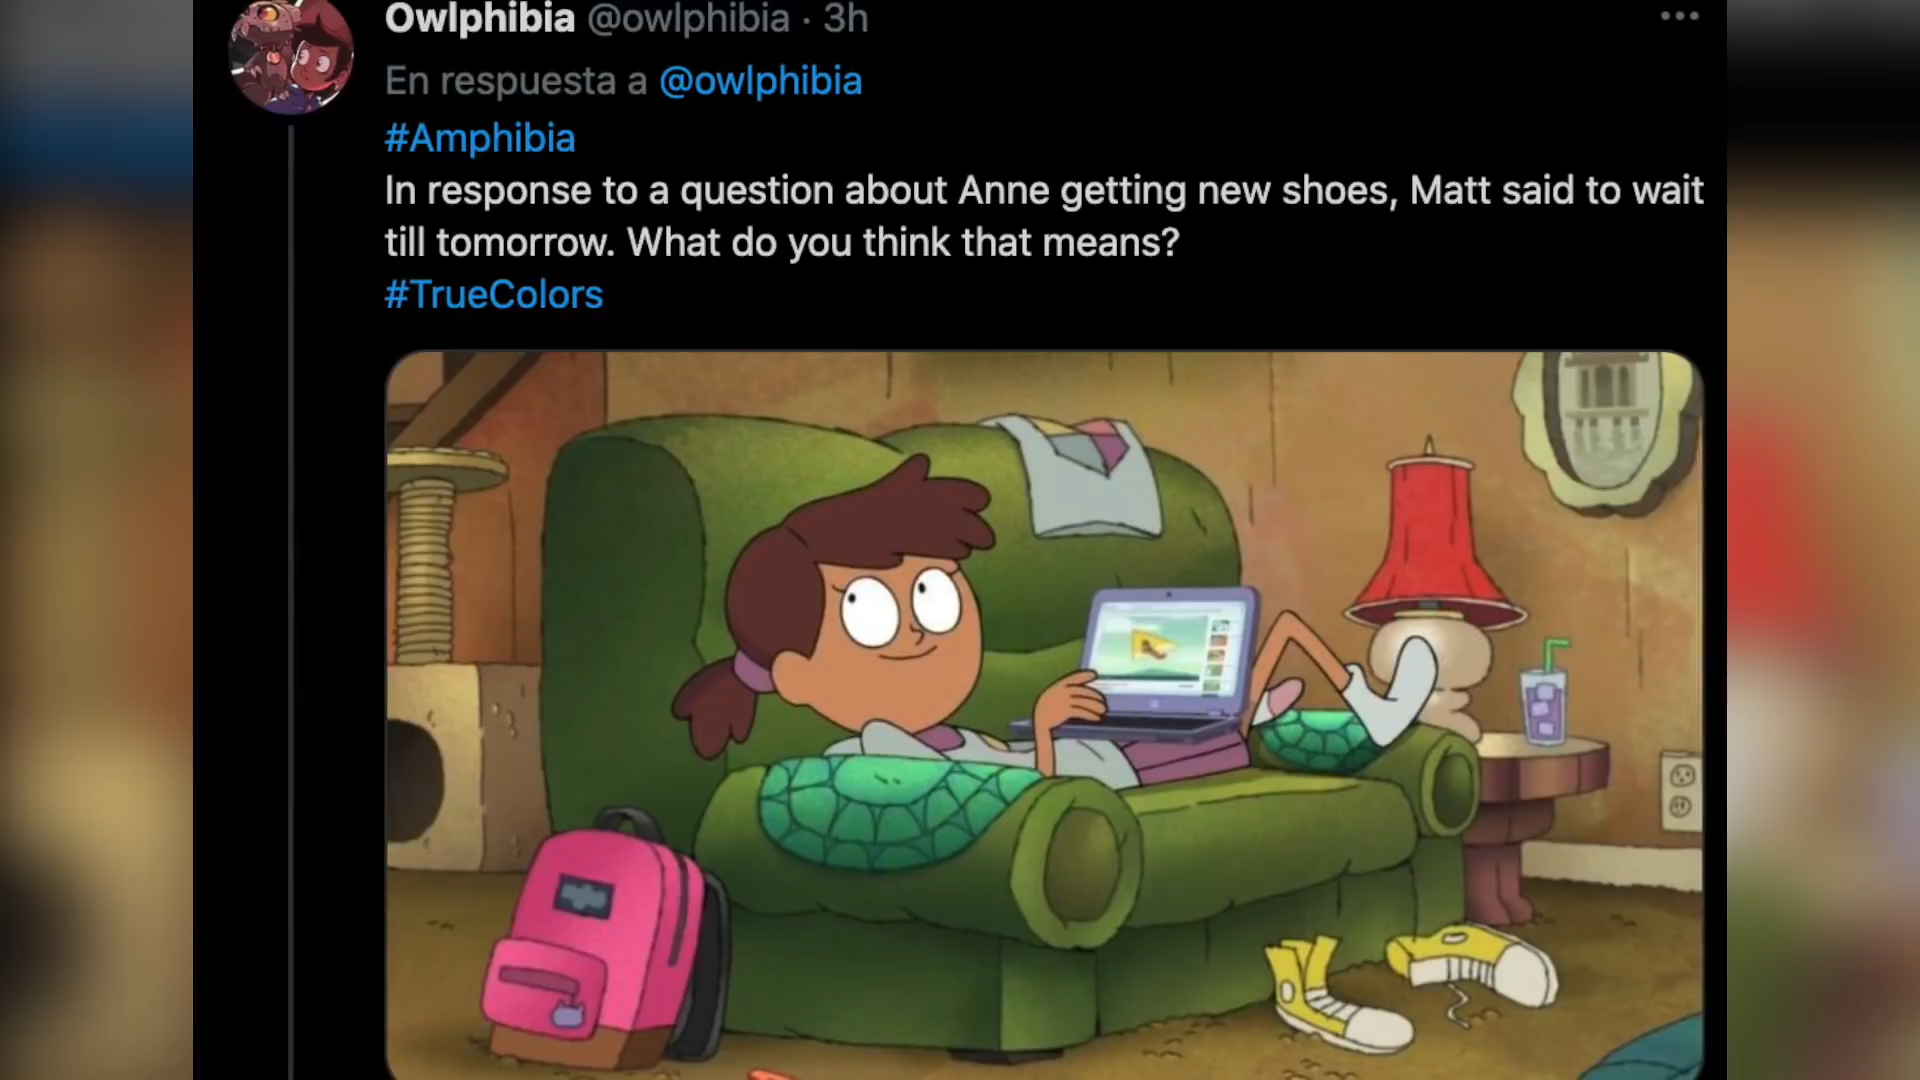 Owlphibia @owlphibia · 3h
En respuesta a @owlphibia
#Amphibia
In response to a question about Anne getting new shoes, Matt said to wait
till tomorrow. What do you think that means?
#TrueColors